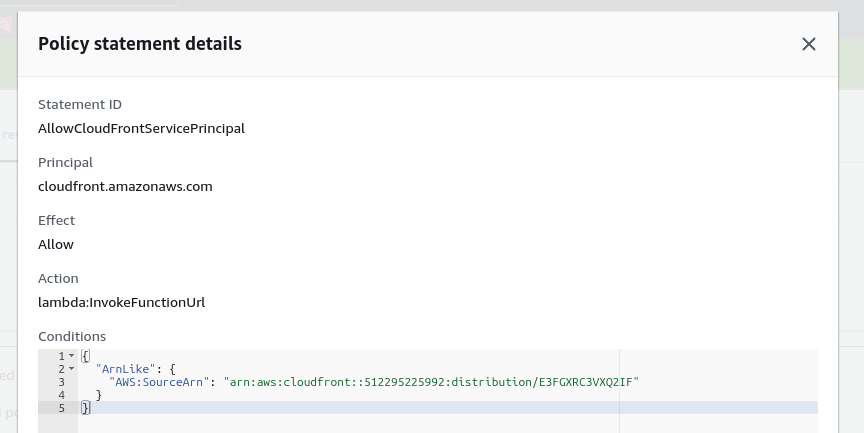 Policy statement details
Statement ID
AllowCloudFrontServicePrincipal
Principal
cloudfront.amazonaws.com
Effect
Allow
Action
lambda:InvokeFunctionUrl
Conditions
1 {
2 "ArnLike": {
3 "AWS:SourceArn": "arn:aws:cloudfront::512295225992:distribution/E3FGXRC3VXQ2IF"
4 }
5 }